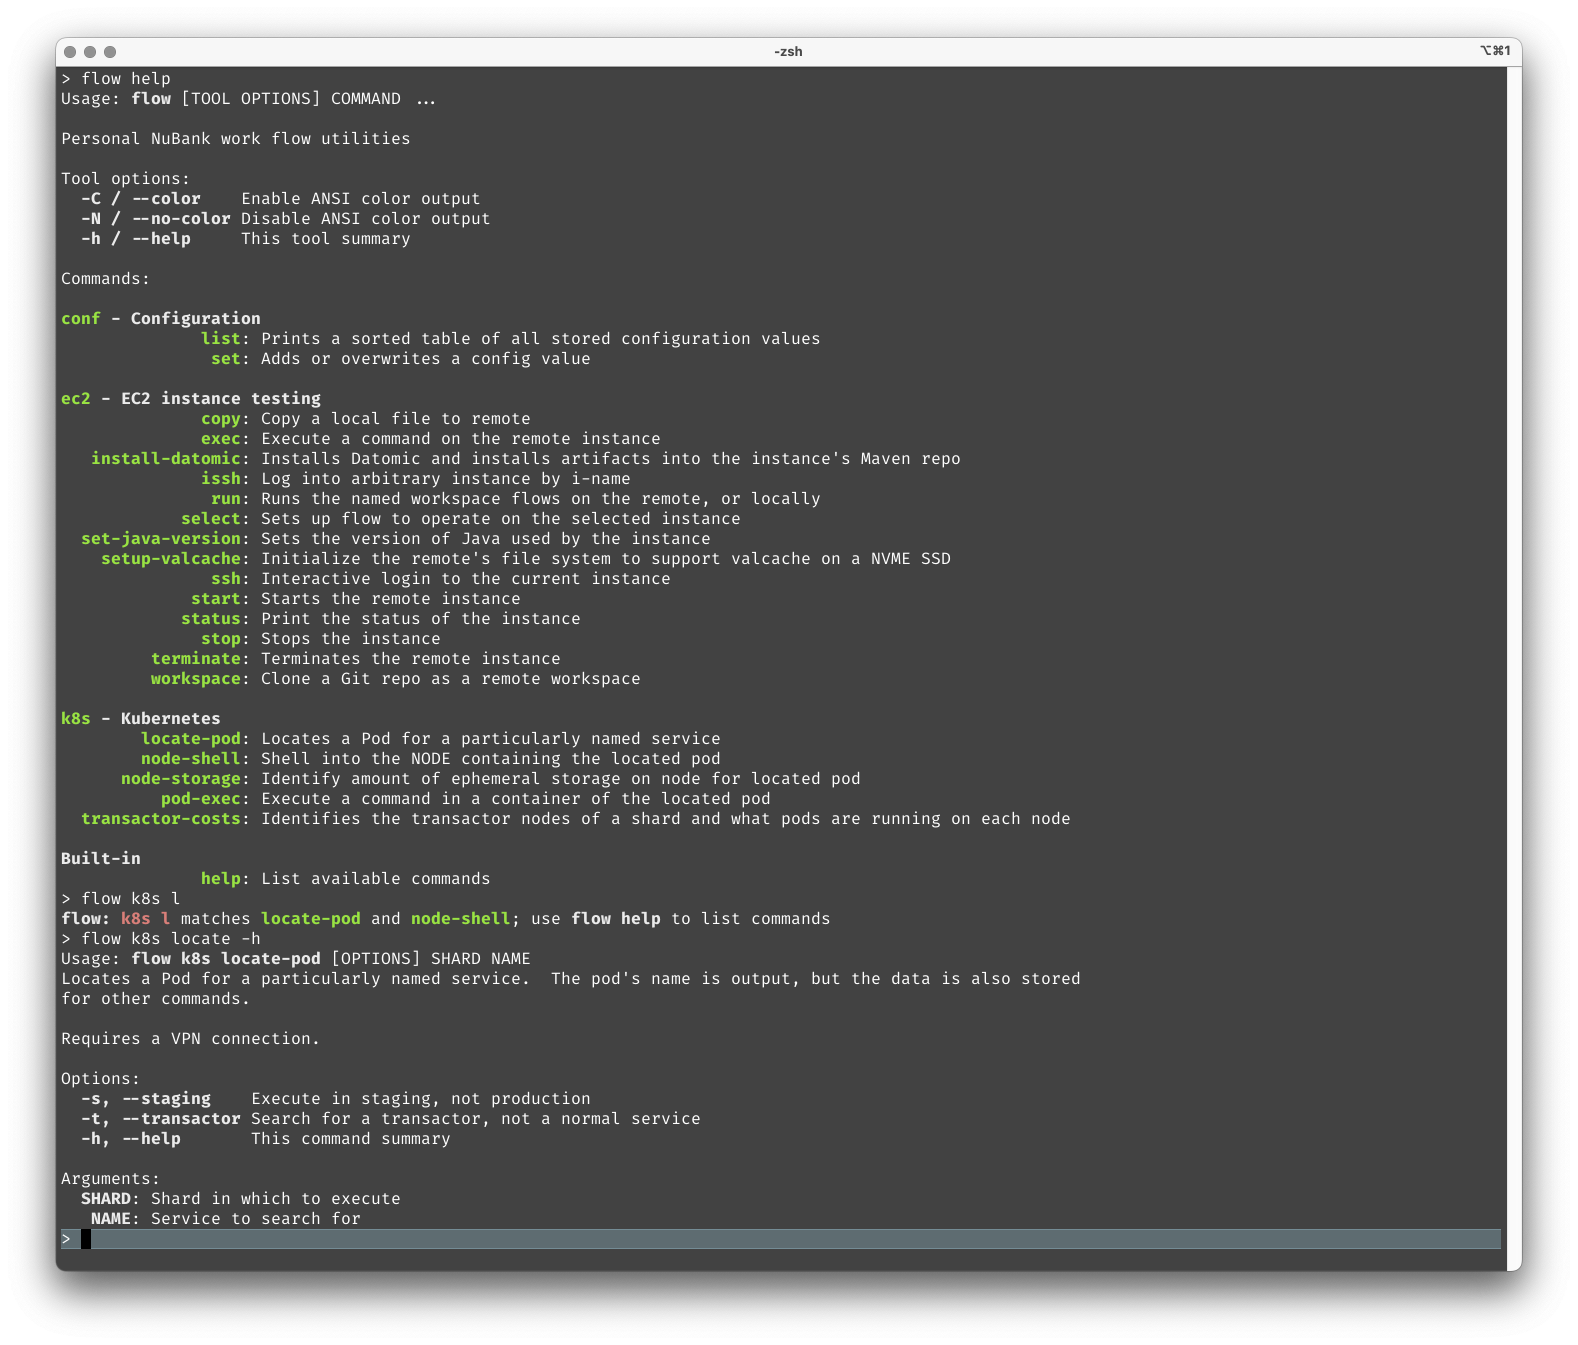 -zsh
⌥⌘1
> flow help
Usage: flow [TOOL OPTIONS] COMMAND ...
Personal NuBank work flow utilities
Tool options:
  -C / --color    Enable ANSI color output
  -N / --no-color Disable ANSI color output
  -h / --help     This tool summary
Commands:
conf - Configuration
              list: Prints a sorted table of all stored configuration values
               set: Adds or overwrites a config value
ec2 - EC2 instance testing
              copy: Copy a local file to remote
              exec: Execute a command on the remote instance
   install-datomic: Installs Datomic and installs artifacts into the instance's Maven repo
              issh: Log into arbitrary instance by i-name
               run: Runs the named workspace flows on the remote, or locally
            select: Sets up flow to operate on the selected instance
  set-java-version: Sets the version of Java used by the instance
    setup-valcache: Initialize the remote's file system to support valcache on a NVME SSD
               ssh: Interactive login to the current instance
             start: Starts the remote instance
            status: Print the status of the instance
              stop: Stops the instance
         terminate: Terminates the remote instance
         workspace: Clone a Git repo as a remote workspace
k8s - Kubernetes
        locate-pod: Locates a Pod for a particularly named service
        node-shell: Shell into the NODE containing the located pod
      node-storage: Identify amount of ephemeral storage on node for located pod
          pod-exec: Execute a command in a container of the located pod
  transactor-costs: Identifies the transactor nodes of a shard and what pods are running on each node
Built-in
              help: List available commands
> flow k8s l
flow: k8s l matches locate-pod and node-shell; use flow help to list commands
> flow k8s locate -h
Usage: flow k8s locate-pod [OPTIONS] SHARD NAME
Locates a Pod for a particularly named service.  The pod's name is output, but the data is also stored
for other commands.
Requires a VPN connection.
Options:
  -s, --staging    Execute in staging, not production
  -t, --transactor Search for a transactor, not a normal service
  -h, --help       This command summary
Arguments:
  SHARD: Shard in which to execute
   NAME: Service to search for
>